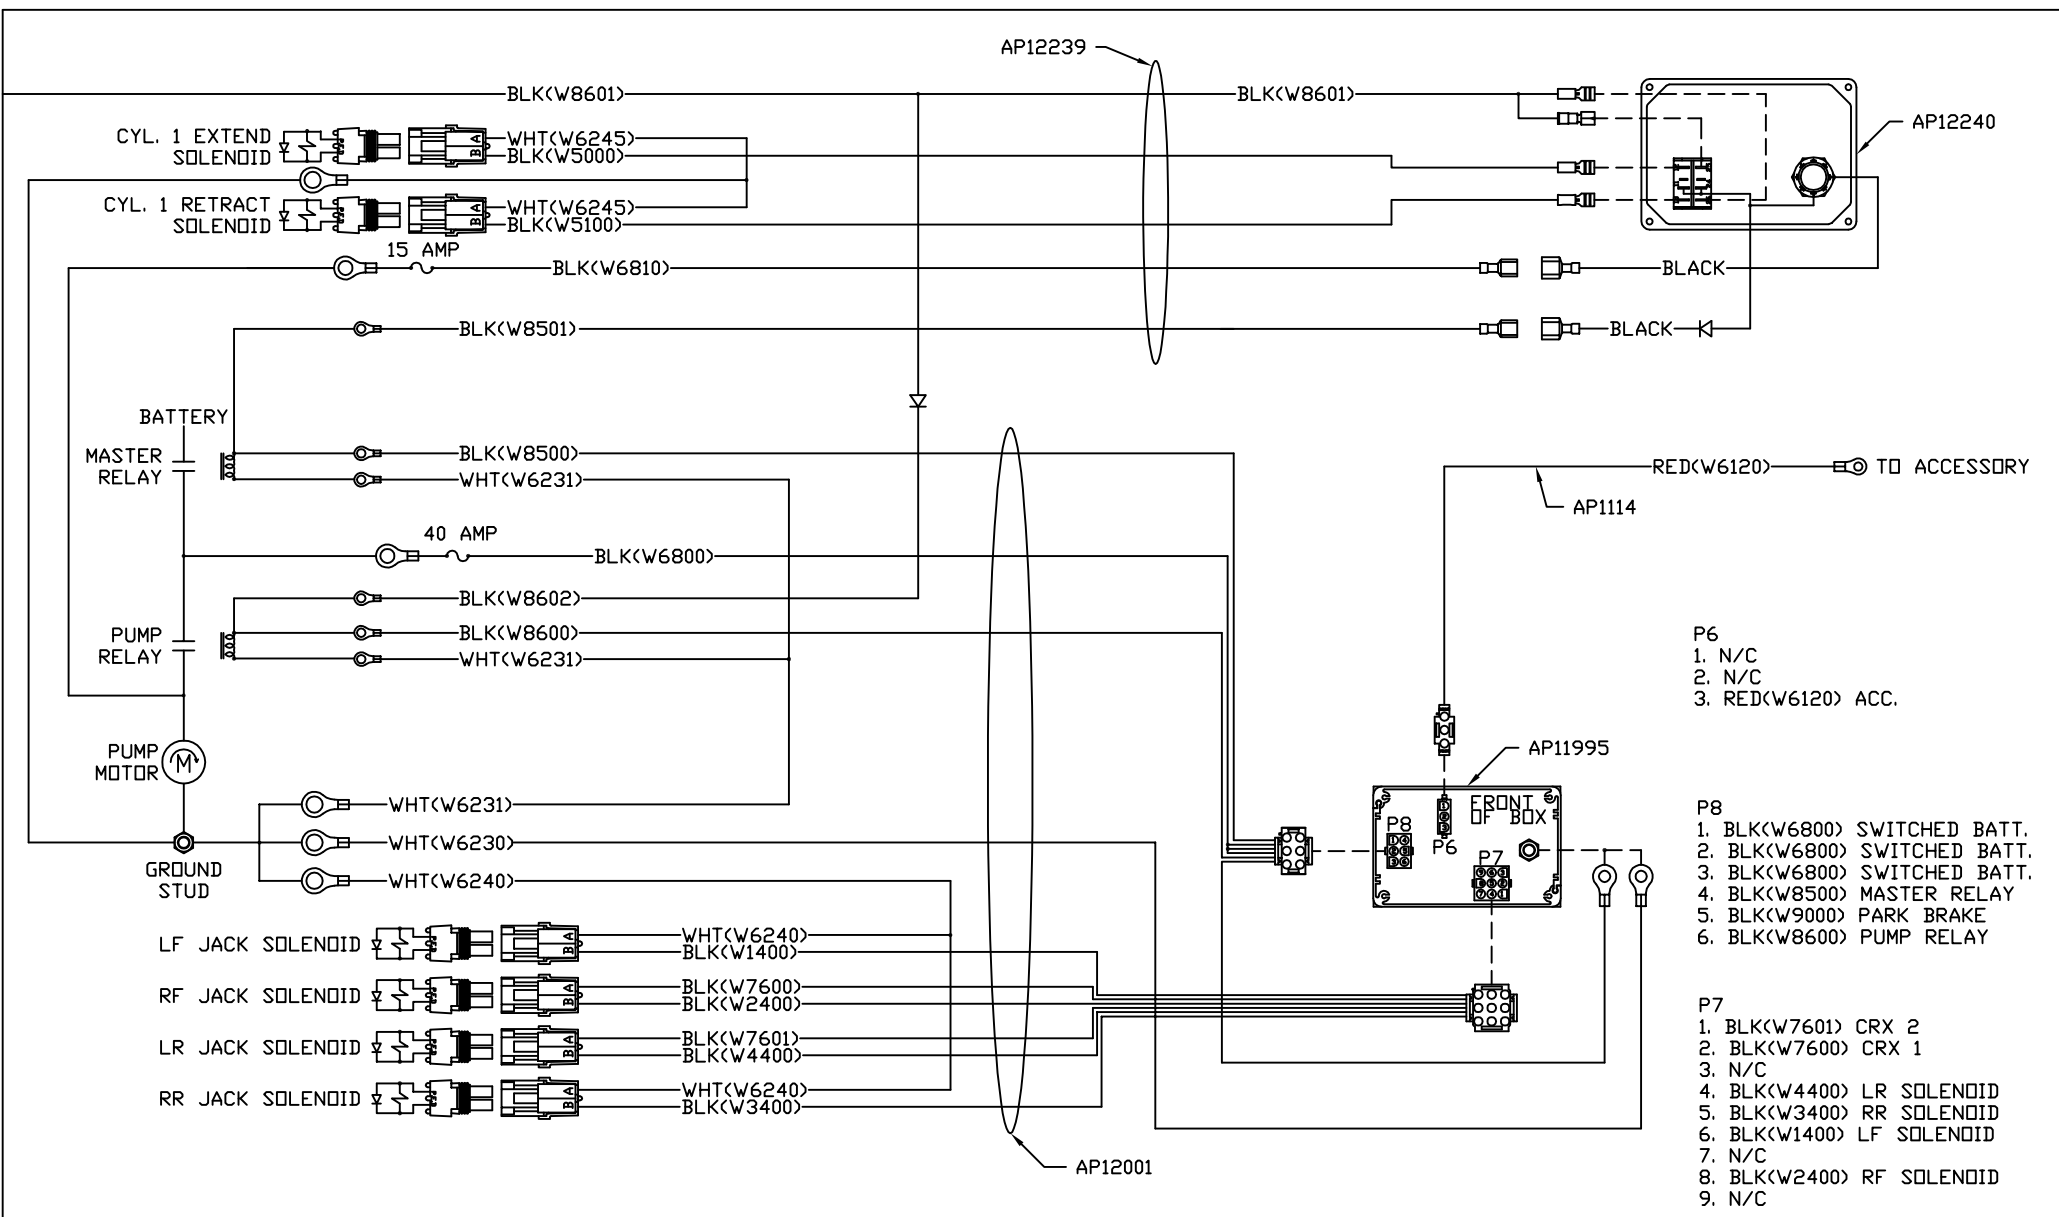 AP12239
BLK(W8601)
BLK(W8601)
AP12240
CYL. 1 EXTEND
SOLENOID
WHT(W6245)
BLK(W5000)
A
B
CYL. 1 RETRACT
SOLENOID
WHT(W6245)
BLK(W5100)
A
B
15 AMP
BLK(W6810)
BLACK
BLK(W8501)
BLACK
BATTERY
MASTER
RELAY
BLK(W8500)
WHT(W6231)
RED(W6120)
TO ACCESSORY
AP1114
40 AMP
BLK(W6800)
BLK(W8602)
PUMP
RELAY
BLK(W8600)
WHT(W6231)
P6
1. N/C
2. N/C
3. RED(W6120) ACC.
PUMP
MOTOR
M
AP11995
WHT(W6231)
WHT(W6230)
WHT(W6240)
GROUND
STUD
FRONT
OF BOX
P8
P6
P7
P8
1. BLK(W6800) SWITCHED BATT.
2. BLK(W6800) SWITCHED BATT.
3. BLK(W6800) SWITCHED BATT.
4. BLK(W8500) MASTER RELAY
5. BLK(W9000) PARK BRAKE
6. BLK(W8600) PUMP RELAY
LF JACK SOLENOID
A
B
WHT(W6240)
BLK(W1400)
RF JACK SOLENOID
A
B
BLK(W7600)
BLK(W2400)
LR JACK SOLENOID
A
B
BLK(W7601)
BLK(W4400)
RR JACK SOLENOID
A
B
WHT(W6240)
BLK(W3400)
AP12001
P7
1. BLK(W7601) CRX 2
2. BLK(W7600) CRX 1
3. N/C
4. BLK(W4400) LR SOLENOID
5. BLK(W3400) RR SOLENOID
6. BLK(W1400) LF SOLENOID
7. N/C
8. BLK(W2400) RF SOLENOID
9. N/C